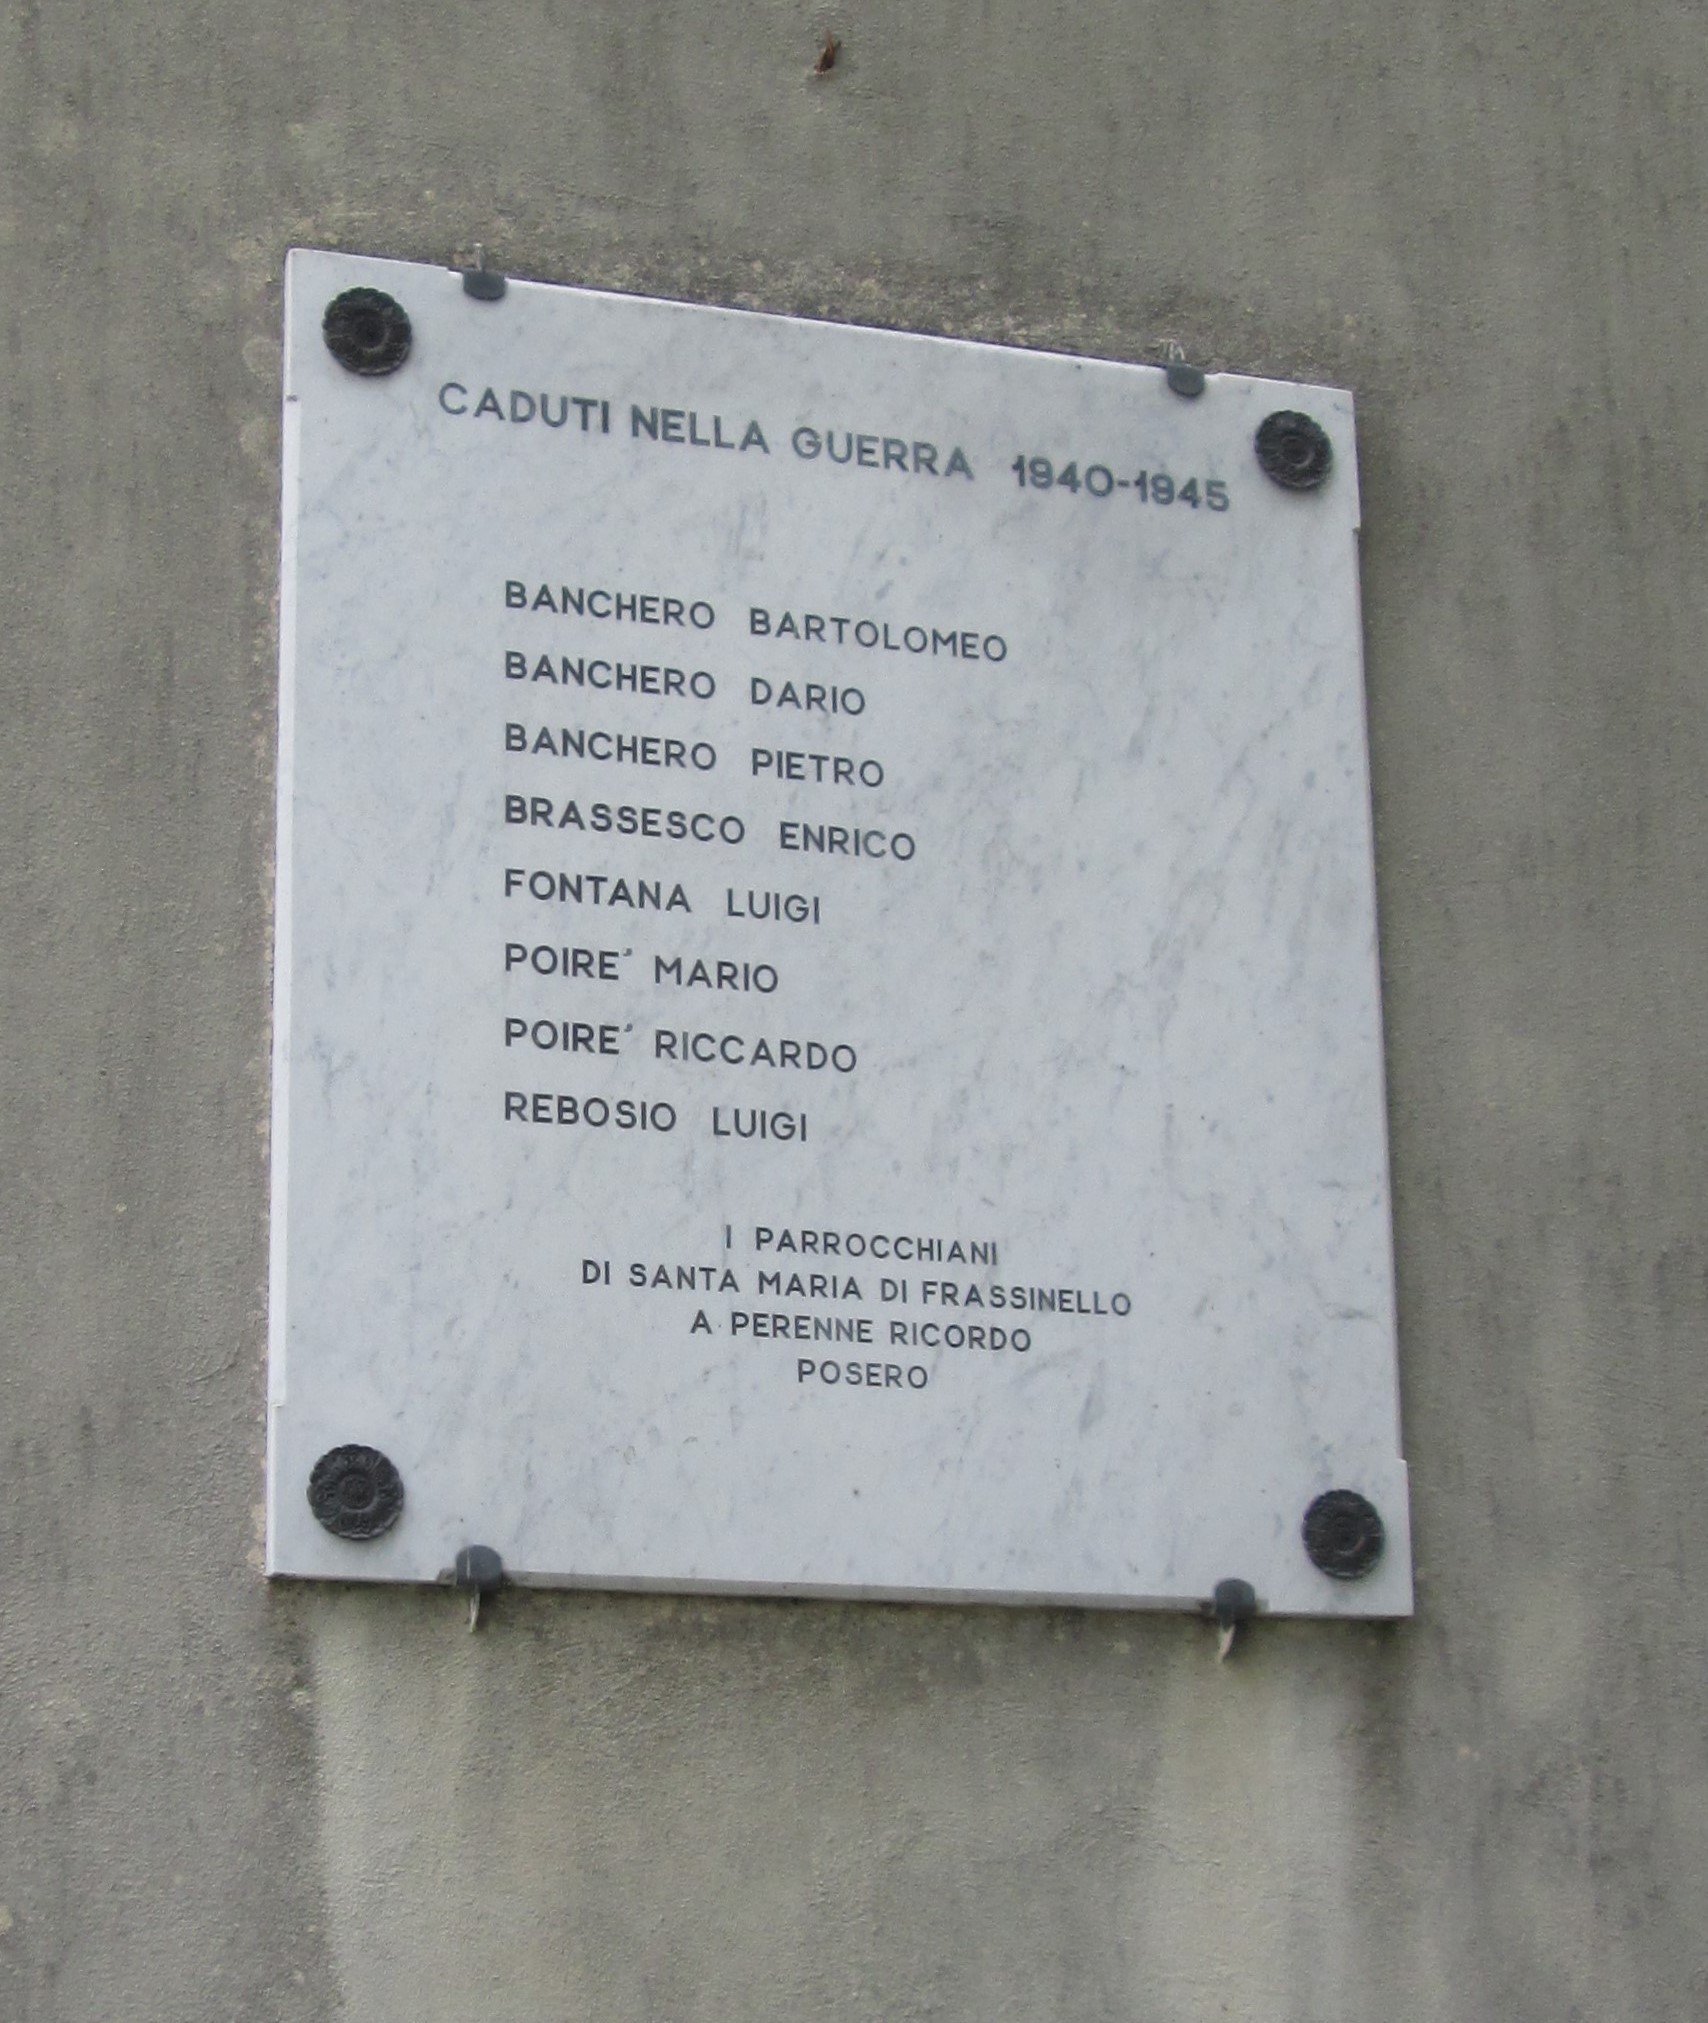 CADUTI NELLA GUERRA 1940-1945
BANCHERO BARTOLOMEO
BANCHERO DARIO
BANCHERO PIETRO
BRASSESCO ENRICO
FONTANA LUIGI
POIRE' MARIO
POIRE' RICCARDO
REBOSIO LUIGI
I PARROCCHIANI
DI SANTA MARIA DI FRASSINELLO
A PERENNE RICORDO
POSERO